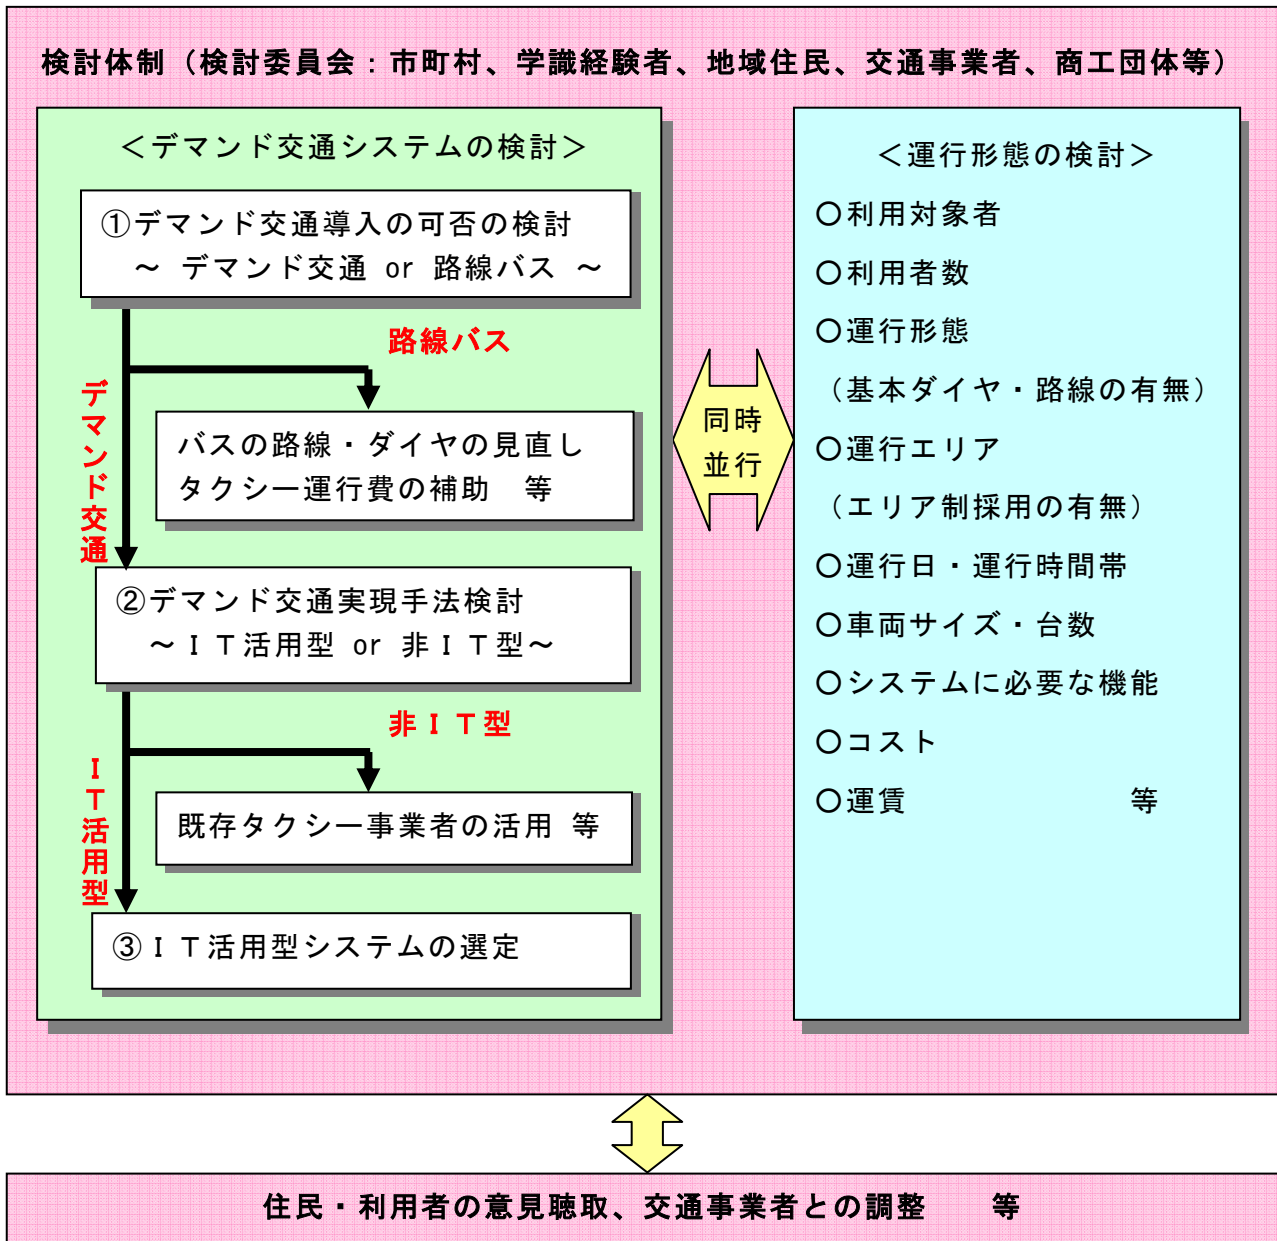 検討体制（検討委員会：市町村、学識経験者、地域住民、交通事業者、商工団体等）
＜デマンド交通システムの検討＞
①デマンド交通導入の可否の検討
～ デマンド交通 or 路線バス ～
路線バス
デマンド交通
バスの路線・ダイヤの見直し
タクシー運行費の補助　等
②デマンド交通実現手法検討
～ＩＴ活用型 or 非ＩＴ型～
非ＩＴ型
ＩＴ活用型
既存タクシー事業者の活用 等
③ＩＴ活用型システムの選定
同時
並行
＜運行形態の検討＞
○利用対象者
○利用者数
○運行形態
（基本ダイヤ・路線の有無）
○運行エリア
（エリア制採用の有無）
○運行日・運行時間帯
○車両サイズ・台数
○システムに必要な機能
○コスト
○運賃　　　　　　　等
住民・利用者の意見聴取、交通事業者との調整　　等